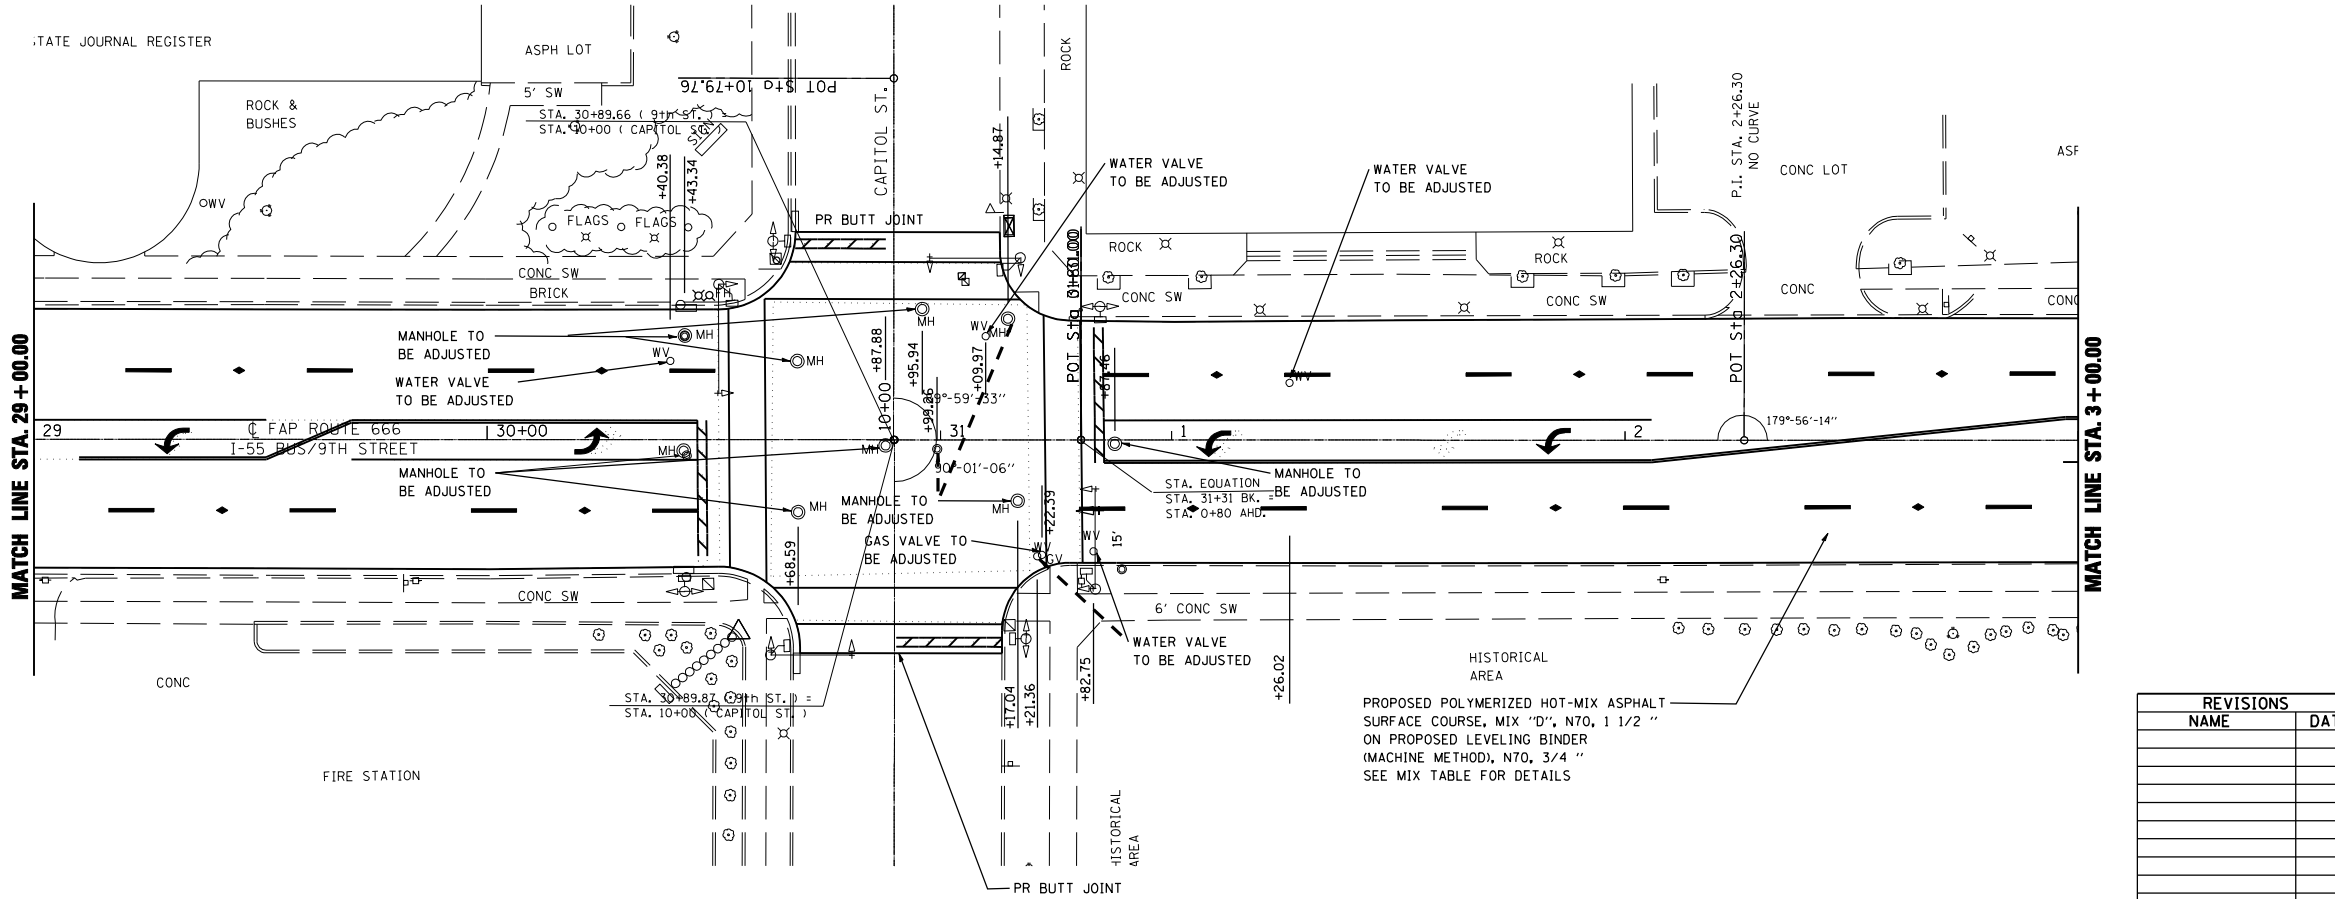 TATE JOURNAL REGISTER
ASPH LOT
ROCK &
BUSHES
5' SW
POT Sta 10+79.76
STA. 30+89.66 ( 9th ST. ) =
STA. 10+00 ( CAPITOL ST. )
SIGN
CAPITOL ST.
ROCK
+40.38
+43.34
+14.87
WV
FLAGS
FLAGS
PR BUTT JOINT
WATER VALVE
TO BE ADJUSTED
WATER VALVE
TO BE ADJUSTED
P.I. STA. 2+26.30
NO CURVE
CONC LOT
ASP
CONC SW
BRICK
FH
ROCK
ROCK
CONC SW
CONC SW
CONC
CONC
POT Sta 2+26.30
MATCH LINE STA. 29+00.00
MATCH LINE STA. 3+00.00
MANHOLE TO
BE ADJUSTED
MH
WV
MH
MH
WV
MH
WV
WATER VALVE
TO BE ADJUSTED
+87.88
+95.94
+09.97
+99.26
10+00
29
℄ FAP ROUTE 666
I-55 BUS/9TH STREET
30+00
31
1
2
179°-56'-14"
MH
MH
90°-01'-06"
MANHOLE TO
BE ADJUSTED
MANHOLE TO
BE ADJUSTED
MH
MH
MANHOLE TO
BE ADJUSTED
STA. EQUATION
STA. 31+31 BK. =
STA. 0+80 AHD.
+22.39
GAS VALVE TO
BE ADJUSTED
WV
GV
WV
15'
+68.59
CONC SW
6' CONC SW
WATER VALVE
TO BE ADJUSTED
+17.04
+21.36
+82.75
+26.02
CONC
STA. 30+89.87 ( 9th ST. ) =
STA. 10+00 ( CAPITOL ST. )
FIRE STATION
HISTORICAL
AREA
HISTORICAL
AREA
PROPOSED POLYMERIZED HOT-MIX ASPHALT
SURFACE COURSE, MIX "D", N70, 1 1/2 "
ON PROPOSED LEVELING BINDER
(MACHINE METHOD), N70, 3/4 "
SEE MIX TABLE FOR DETAILS
PR BUTT JOINT
REVISIONS
NAME
DAT